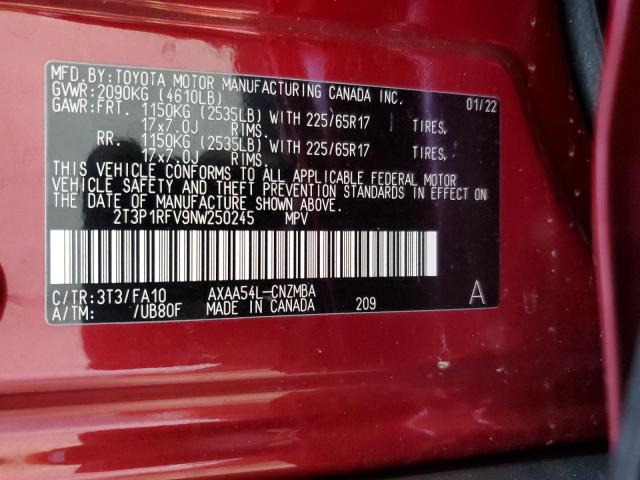 MFD.BY:TOYOTA MOTOR MANUFACTURING CANADA INC.
GVWR:2090KG (4610LB) 01/22
GAWR:FRT. 1150KG (2535LB) WITH 225/65R17 TIRES,
17x7.0J RIMS.
RR. 1150KG (2535LB) WITH 225/65R17 TIRES,
17x7.0J RIMS.
THIS VEHICLE CONFORMS TO ALL APPLICABLE FEDERAL MOTOR
VEHICLE SAFETY AND THEFT PREVENTION STANDARDS IN EFFECT ON
THE DATE OF MANUFACTURE SHOWN ABOVE.
2T3P1RFV9NW250245 MPV
C/TR:3T3/FA10 AXAA54L-CNZMBA A
A/TM: /UB80F MADE IN CANADA 209